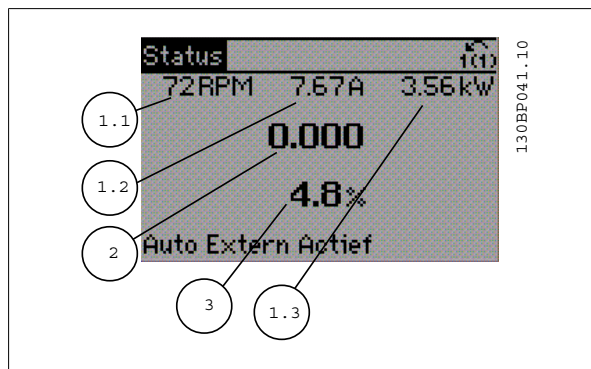 Status 1(1)
72RPM 7.67A 3.56kW
0.000
4.8%
Auto Extern Actief
1.1
1.2
2
3
1.3
130BP041.10